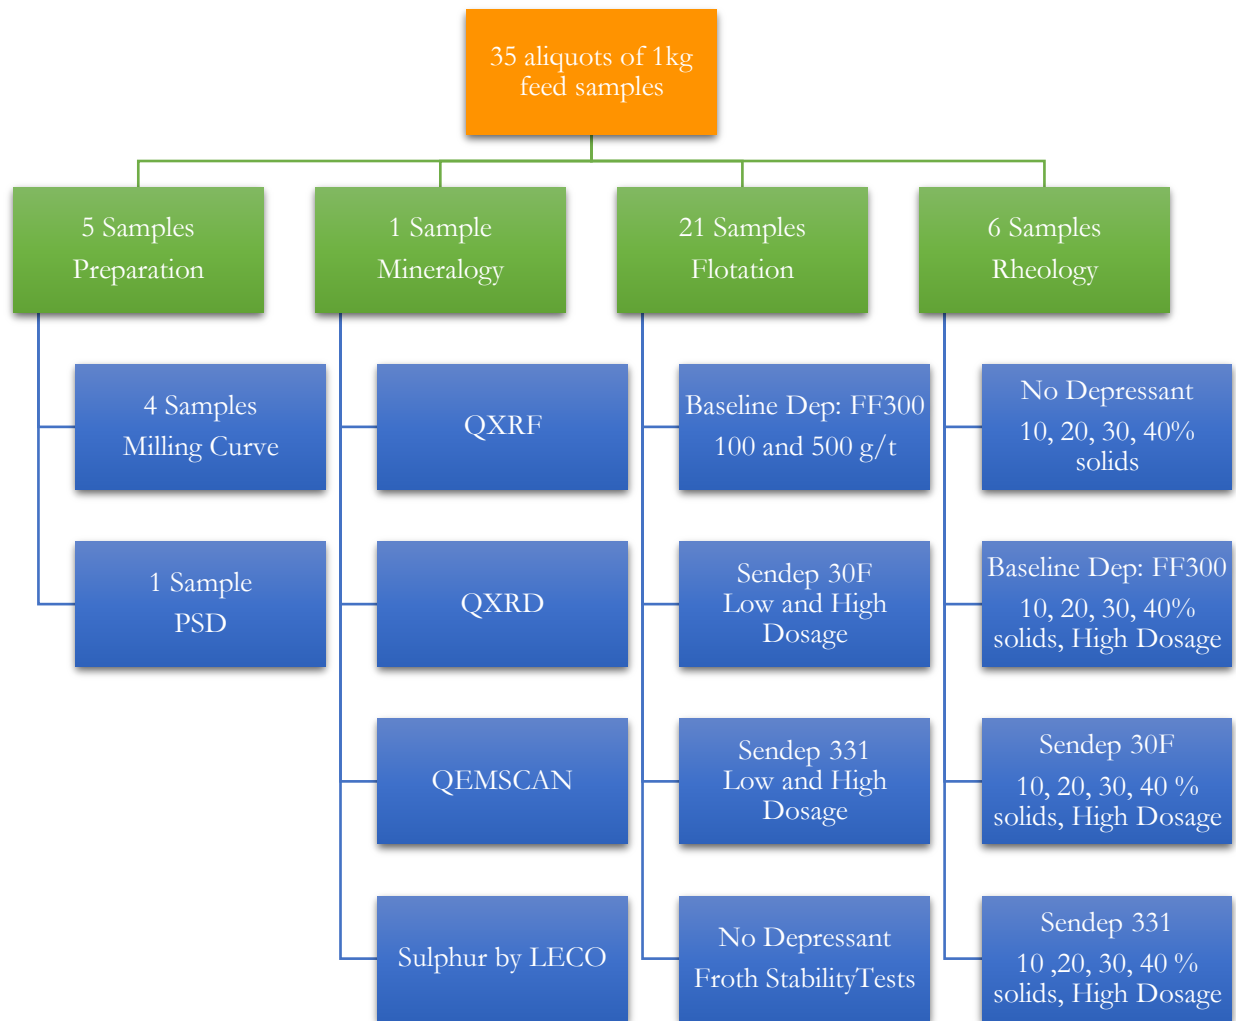 35 aliquots of 1kg
feed samples
5 Samples
Preparation
1 Sample
Mineralogy
21 Samples
Flotation
6 Samples
Rheology
4 Samples
Milling Curve
QXRF
Baseline Dep: FF300
100 and 500 g/t
No Depressant
10, 20, 30, 40%
solids
1 Sample
PSD
QXRD
Sendep 30F
Low and High
Dosage
Baseline Dep: FF300
10, 20, 30, 40%
solids, High Dosage
QEMSCAN
Sendep 331
Low and High
Dosage
Sendep 30F
10, 20, 30, 40 %
solids, High Dosage
Sulphur by LECO
No Depressant
Froth StabilityTests
Sendep 331
10 ,20, 30, 40 %
solids, High Dosage